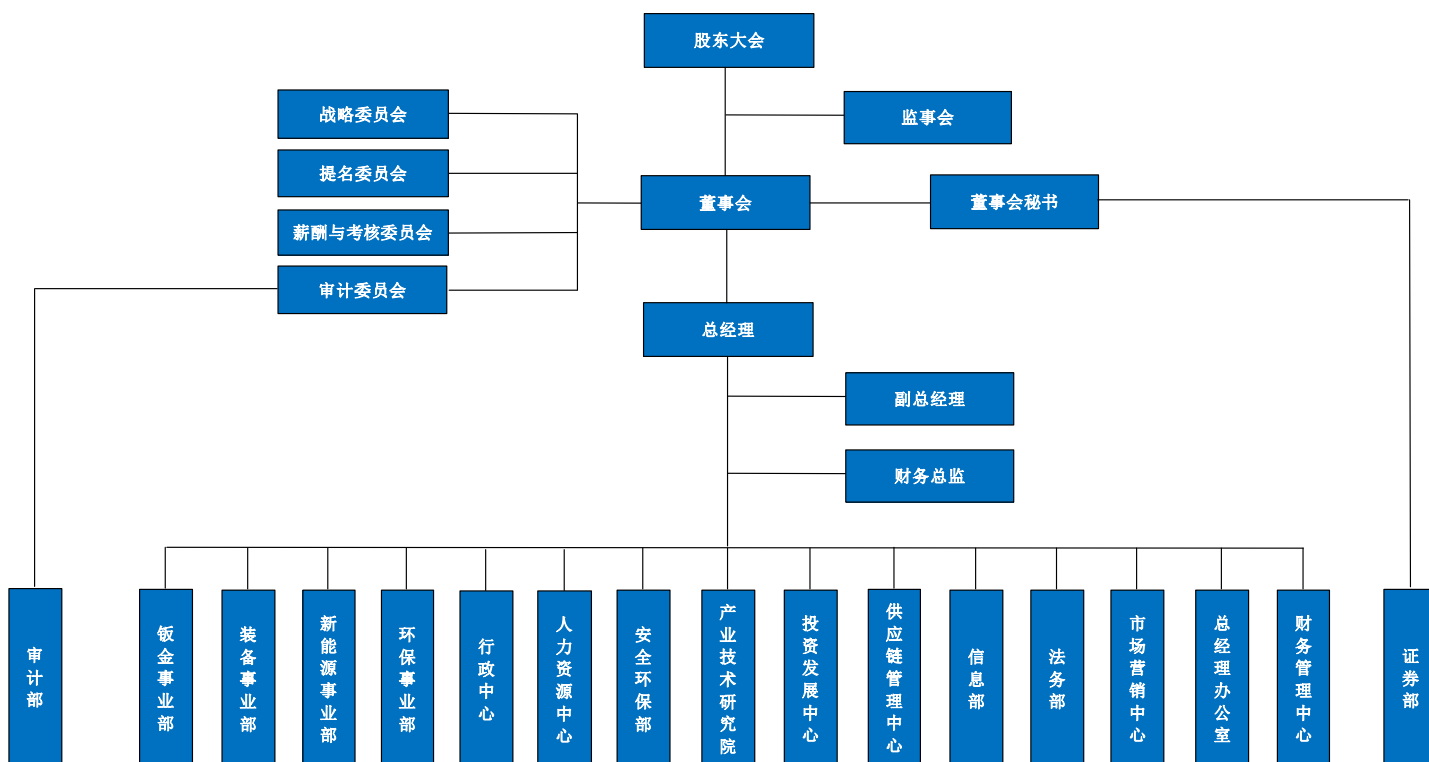 股东大会
战略委员会
监事会
提名委员会
董事会
董事会秘书
薪酬与考核委员会
审计委员会
总经理
副总经理
财务总监
审计部
钣金事业部
装备事业部
新能源事业部
环保事业部
行政中心
人力资源中心
安全环保部
产业技术研究院
投资发展中心
供应链管理中心
信息部
法务部
市场营销中心
总经理办公室
财务管理中心
证券部